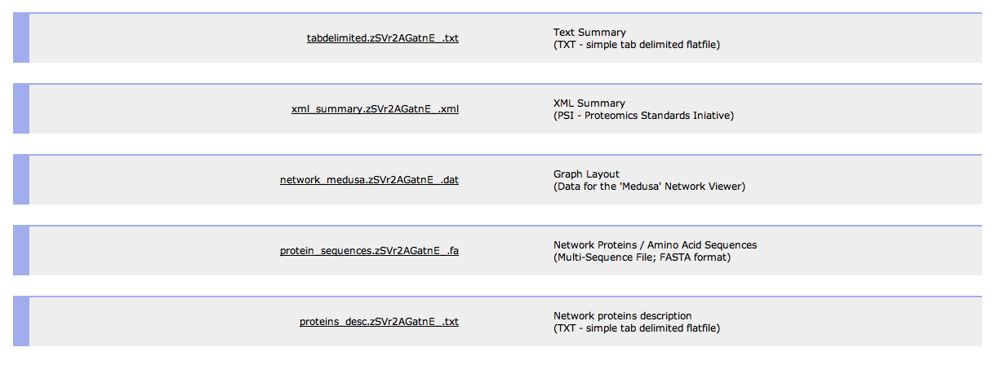 tabdelimited.zSVr2AGatnE_.txt
Text Summary
(TXT - simple tab delimited flatfile)
xml_summary.zSVr2AGatnE_.xml
XML Summary
(PSI - Proteomics Standards Iniative)
network_medusa.zSVr2AGatnE_.dat
Graph Layout
(Data for the 'Medusa' Network Viewer)
protein_sequences.zSVr2AGatnE_.fa
Network Proteins / Amino Acid Sequences
(Multi-Sequence File; FASTA format)
proteins_desc.zSVr2AGatnE_.txt
Network proteins description
(TXT - simple tab delimited flatfile)